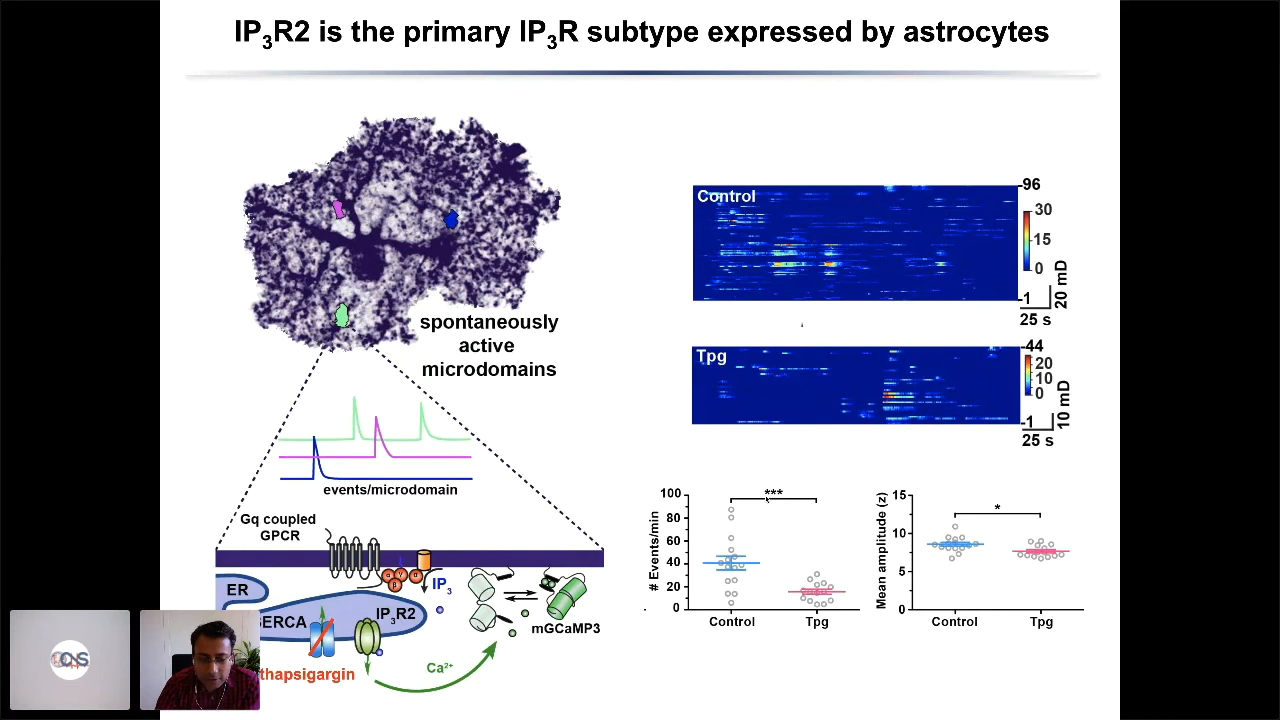 IP₃R2 is the primary IP₃R subtype expressed by astrocytes
spontaneously
active
microdomains
events/microdomain
Gq coupled
GPCR
α γ α
β
IP₃
ER
ERCA
IP₃R2
mGCaMP3
thapsigargin
Ca²⁺
Control
96
30
15
0
1
20 mD
25 s
Tpg
44
20
10
0
1
10 mD
25 s
# Events/min
100
80
60
40
20
0
***
Control
Tpg
Mean amplitude (z)
15
10
5
0
*
Control
Tpg